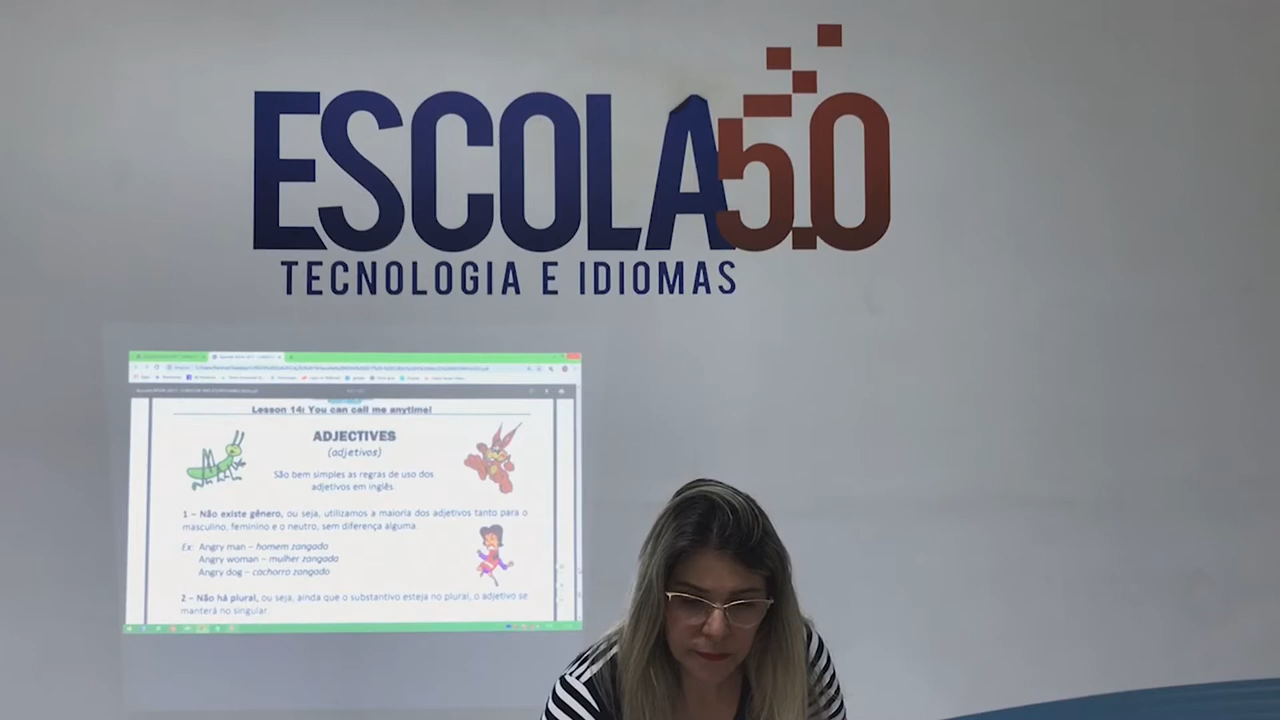 ESCOLA 5.0
TECNOLOGIA E IDIOMAS
Lesson 14: You can call me anytime!
ADJECTIVES
(adjetivos)
São bem simples as regras de uso dos
adjetivos em inglês
1 – Não existe gênero, ou seja, utilizamos a maioria dos adjetivos tanto para o
masculino, feminino e o neutro, sem diferença alguma.
Ex: Angry man – homem zangado
Angry woman – mulher zangada
Angry dog – cachorro zangado
2 – Não há plural, ou seja, ainda que o substantivo esteja no plural, o adjetivo se
manterá no singular.